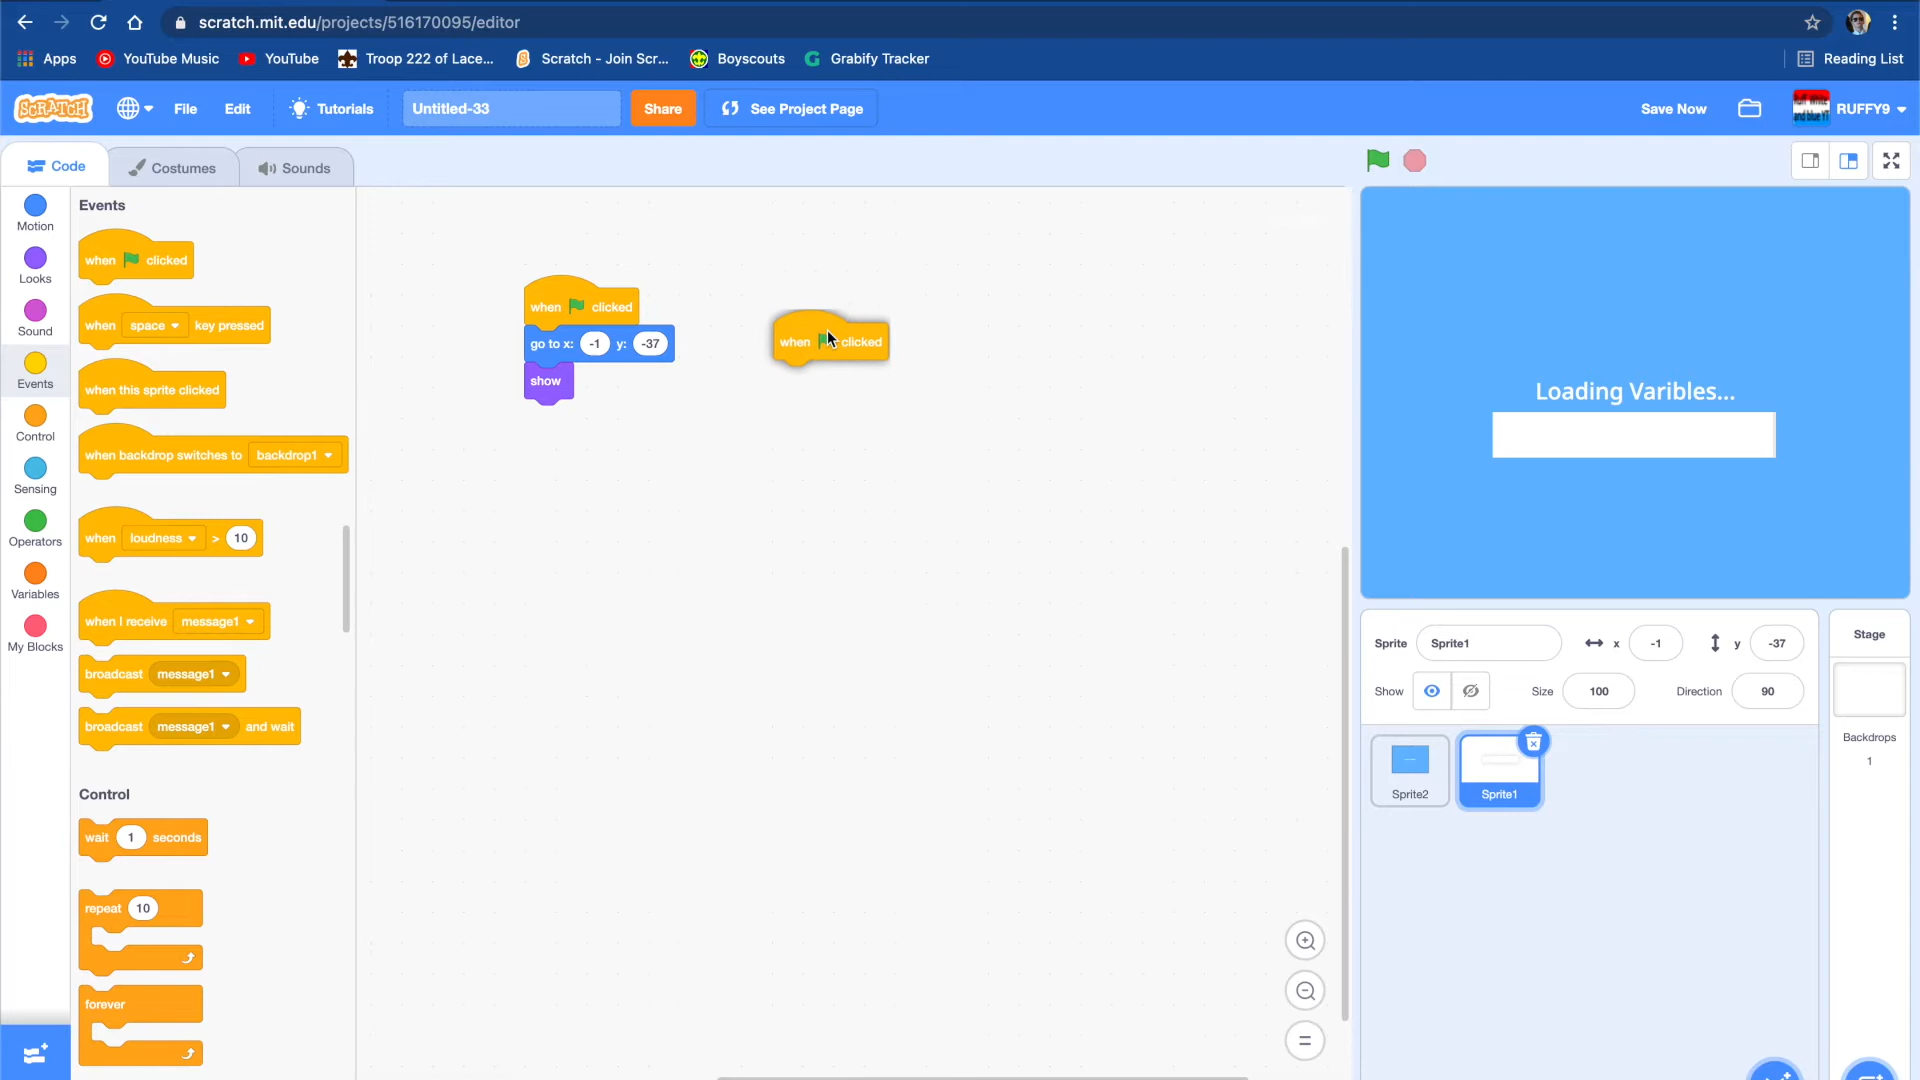 scratch.mit.edu/projects/516170095/editor
Apps YouTube Music YouTube Troop 222 of Lace... Scratch - Join Scr... Boyscouts Grabify Tracker Reading List
SCRATCH File Edit Tutorials Untitled-33 Share See Project Page Save Now RUFFY9
Code Costumes Sounds
Motion
Looks
Sound
Events
Control
Sensing
Operators
Variables
My Blocks
Events
when clicked
when space key pressed
when this sprite clicked
when backdrop switches to backdrop1
when loudness > 10
when I receive message1
broadcast message1
broadcast message1 and wait
Control
wait 1 seconds
repeat 10
forever
when clicked
go to x: -1 y: -37
show
when clicked
Loading Varibles...
Sprite Sprite1 x -1 y -37
Show Size 100 Direction 90
Sprite2
Sprite1
Stage
Backdrops
1